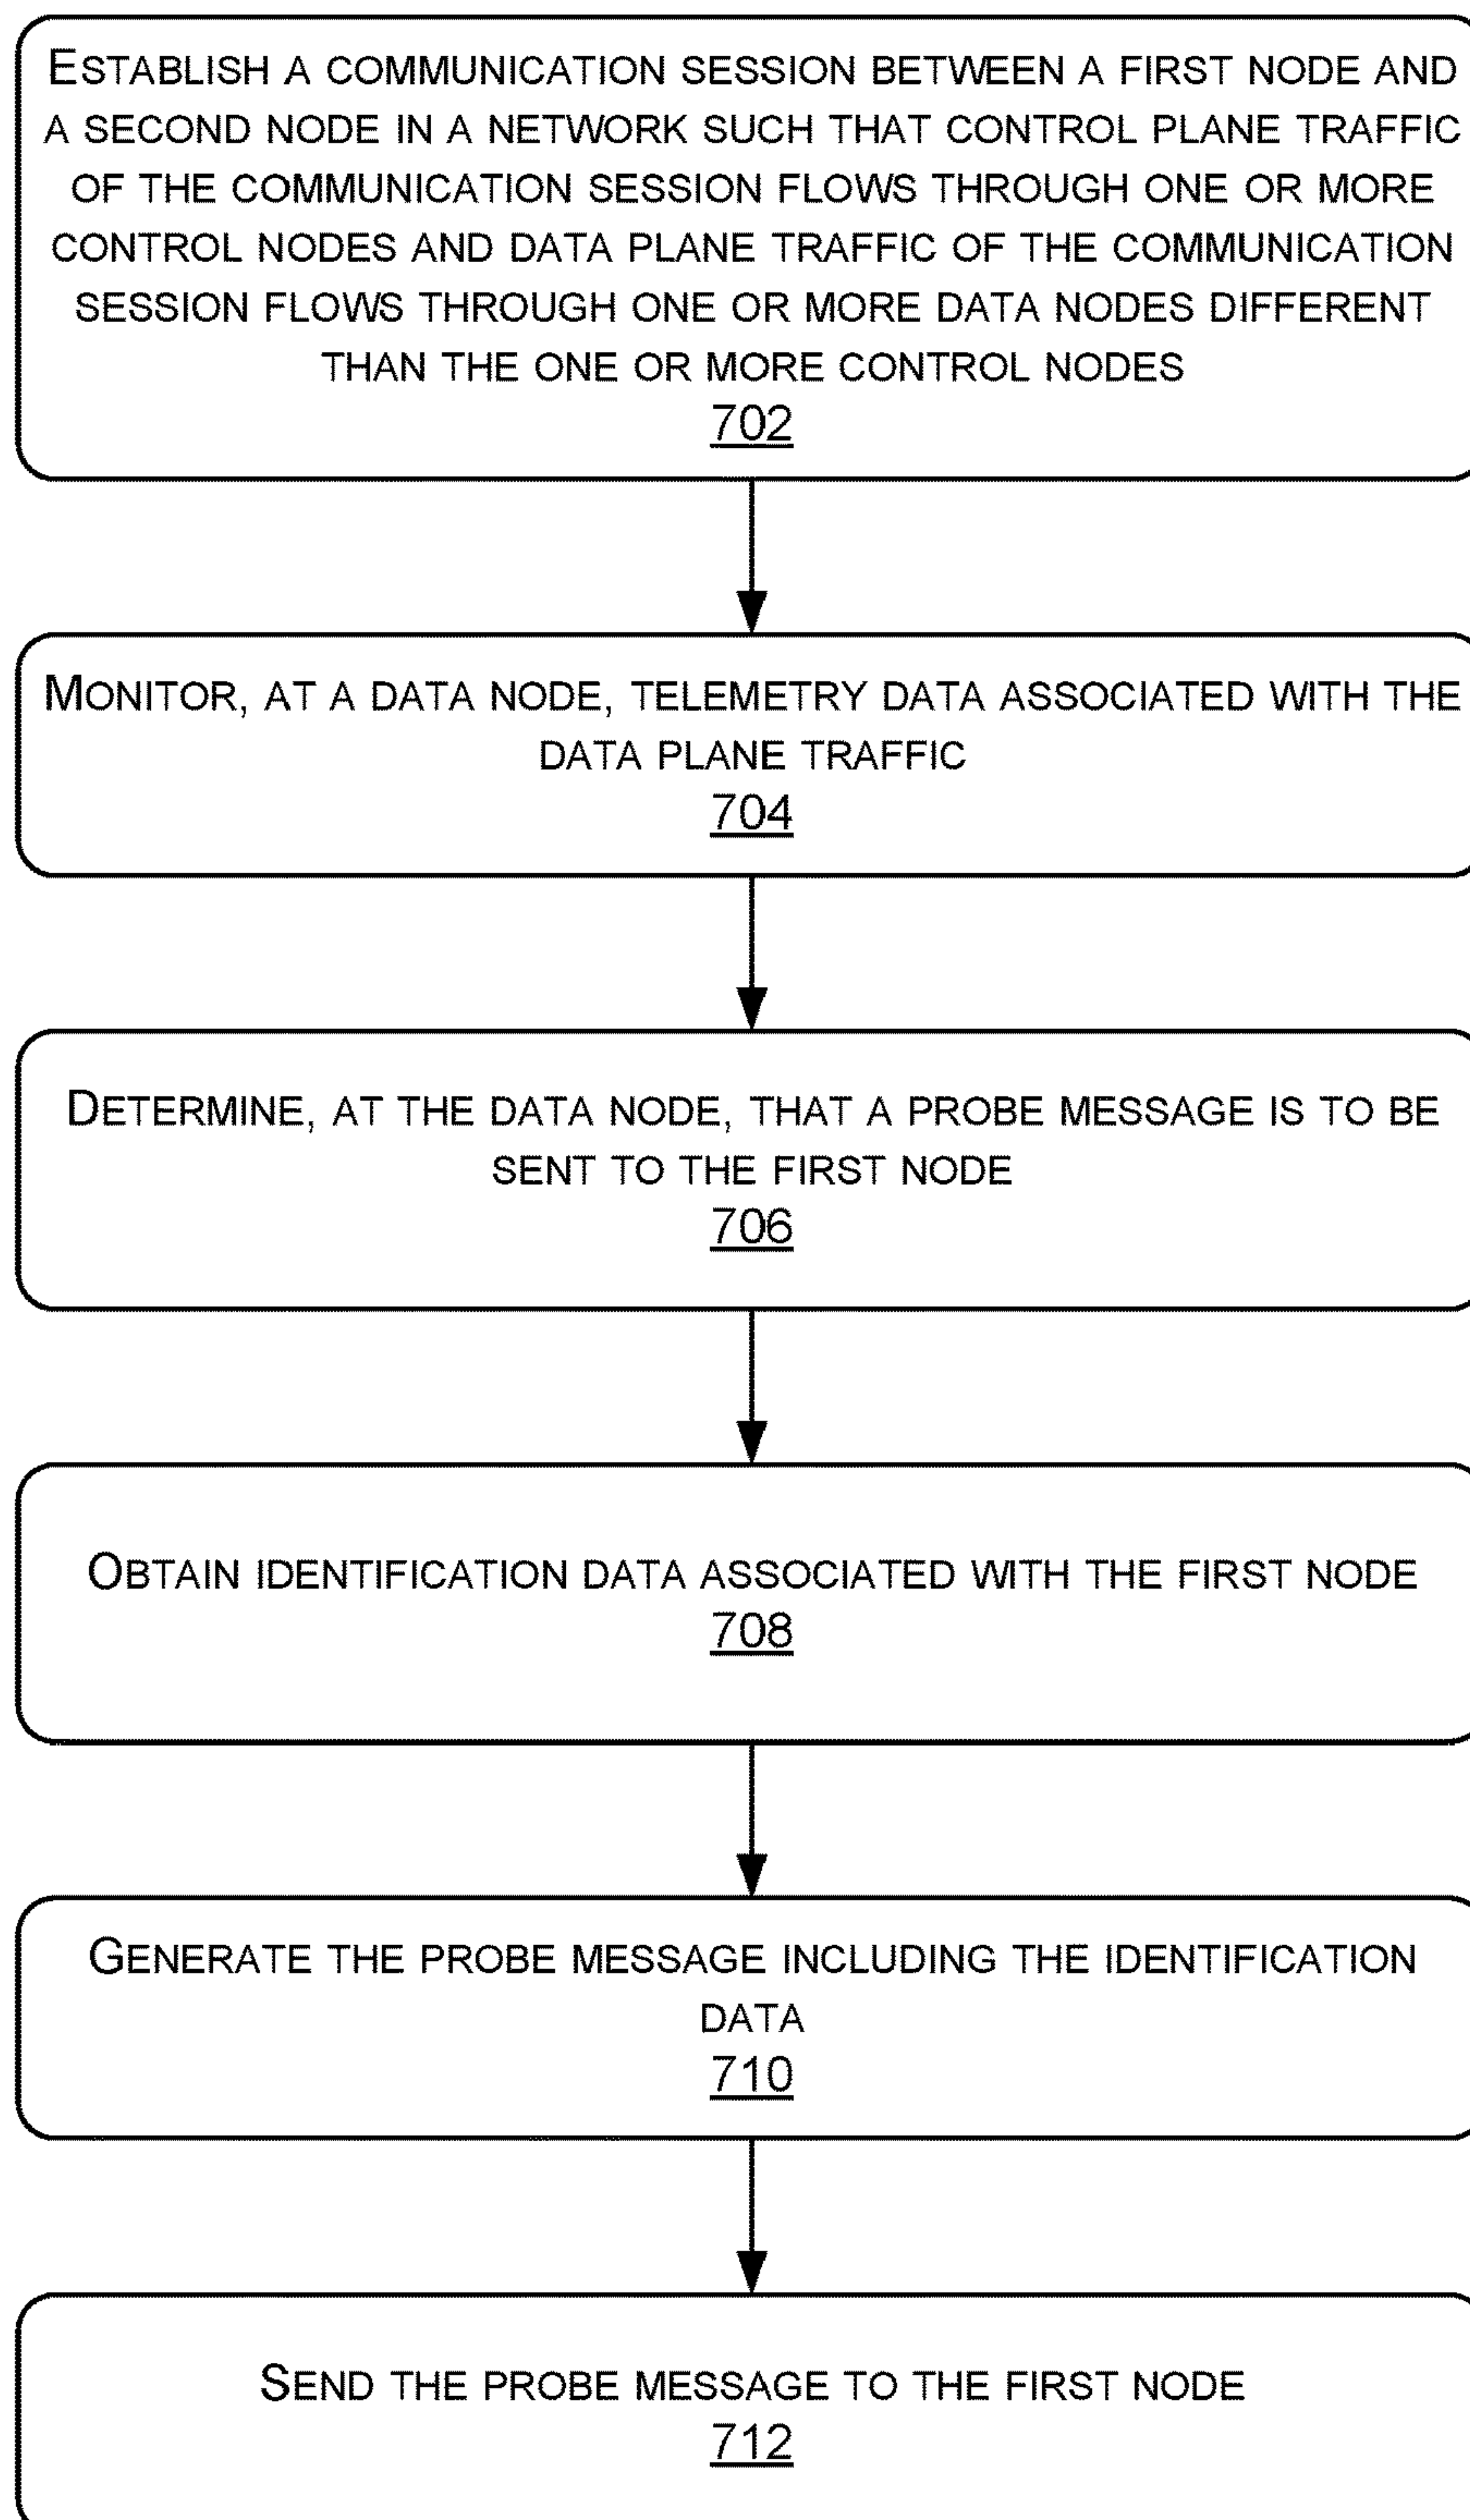 ESTABLISH A COMMUNICATION SESSION BETWEEN A FIRST NODE AND
A SECOND NODE IN A NETWORK SUCH THAT CONTROL PLANE TRAFFIC
OF THE COMMUNICATION SESSION FLOWS THROUGH ONE OR MORE
CONTROL NODES AND DATA PLANE TRAFFIC OF THE COMMUNICATION
SESSION FLOWS THROUGH ONE OR MORE DATA NODES DIFFERENT
THAN THE ONE OR MORE CONTROL NODES
702
MONITOR, AT A DATA NODE, TELEMETRY DATA ASSOCIATED WITH THE
DATA PLANE TRAFFIC
704
DETERMINE, AT THE DATA NODE, THAT A PROBE MESSAGE IS TO BE
SENT TO THE FIRST NODE
706
OBTAIN IDENTIFICATION DATA ASSOCIATED WITH THE FIRST NODE
708
GENERATE THE PROBE MESSAGE INCLUDING THE IDENTIFICATION
DATA
710
SEND THE PROBE MESSAGE TO THE FIRST NODE
712